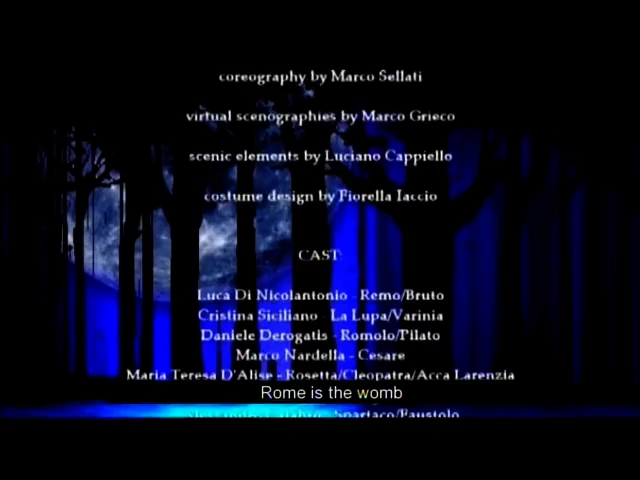 coreography by Marco Sellati
virtual scenographies by Marco Grieco
scenic elements by Luciano Cappiello
costume design by Fiorella Iaccio
CAST:
Luca Di Nicolantonio - Remo/Bruto
Cristina Siciliano - La Lupa/Varinia
Daniele Derogatis - Romolo/Pilato
Marco Nardella - Cesare
Maria Teresa D'Alise - Rosetta/Cleopatra/Acca Larenzia
Rome is the womb
Spartaco/Faustolo